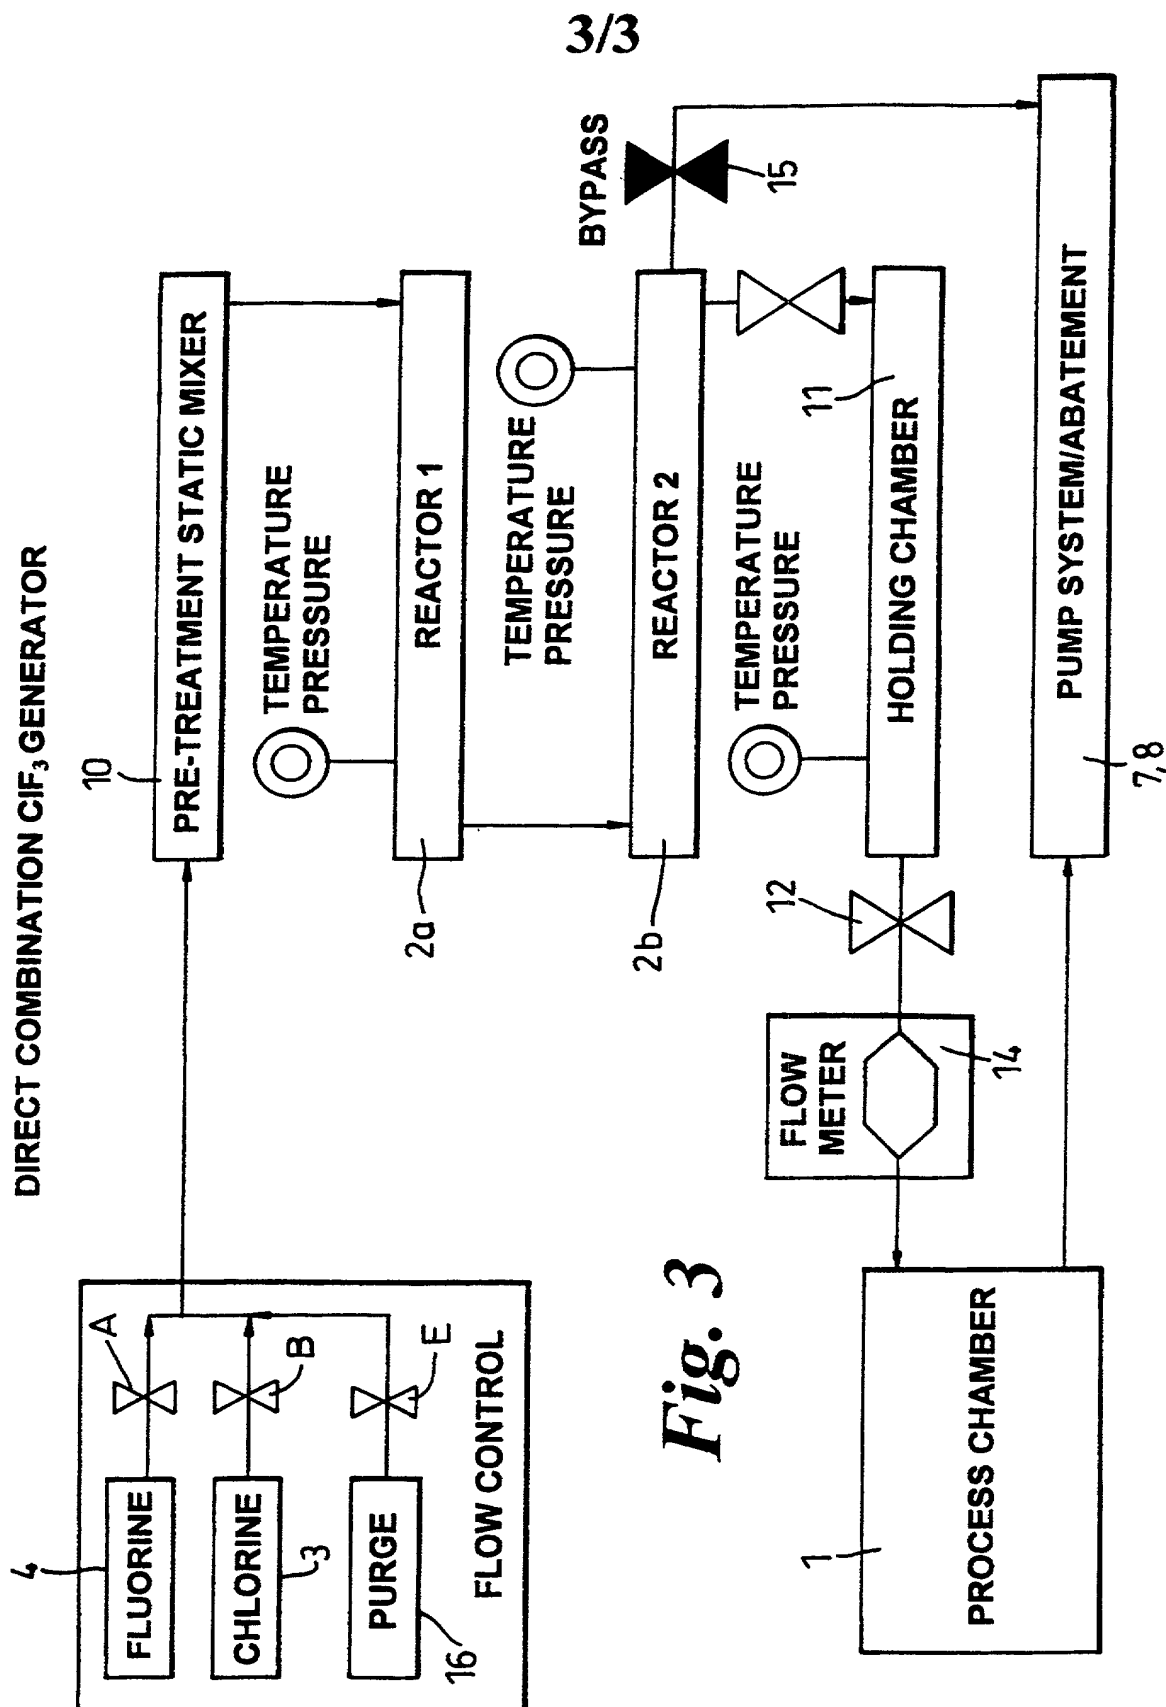 3/3
DIRECT COMBINATION ClF3 GENERATOR
4
FLUORINE
A
CHLORINE
3
B
PURGE
16
E
FLOW CONTROL
10
PRE-TREATMENT STATIC MIXER
TEMPERATURE
PRESSURE
REACTOR 1
2a
TEMPERATURE
PRESSURE
BYPASS
15
REACTOR 2
2b
TEMPERATURE
PRESSURE
11
HOLDING CHAMBER
12
FLOW
METER
14
1
PROCESS CHAMBER
PUMP SYSTEM/ABATEMENT
7,8
Fig. 3